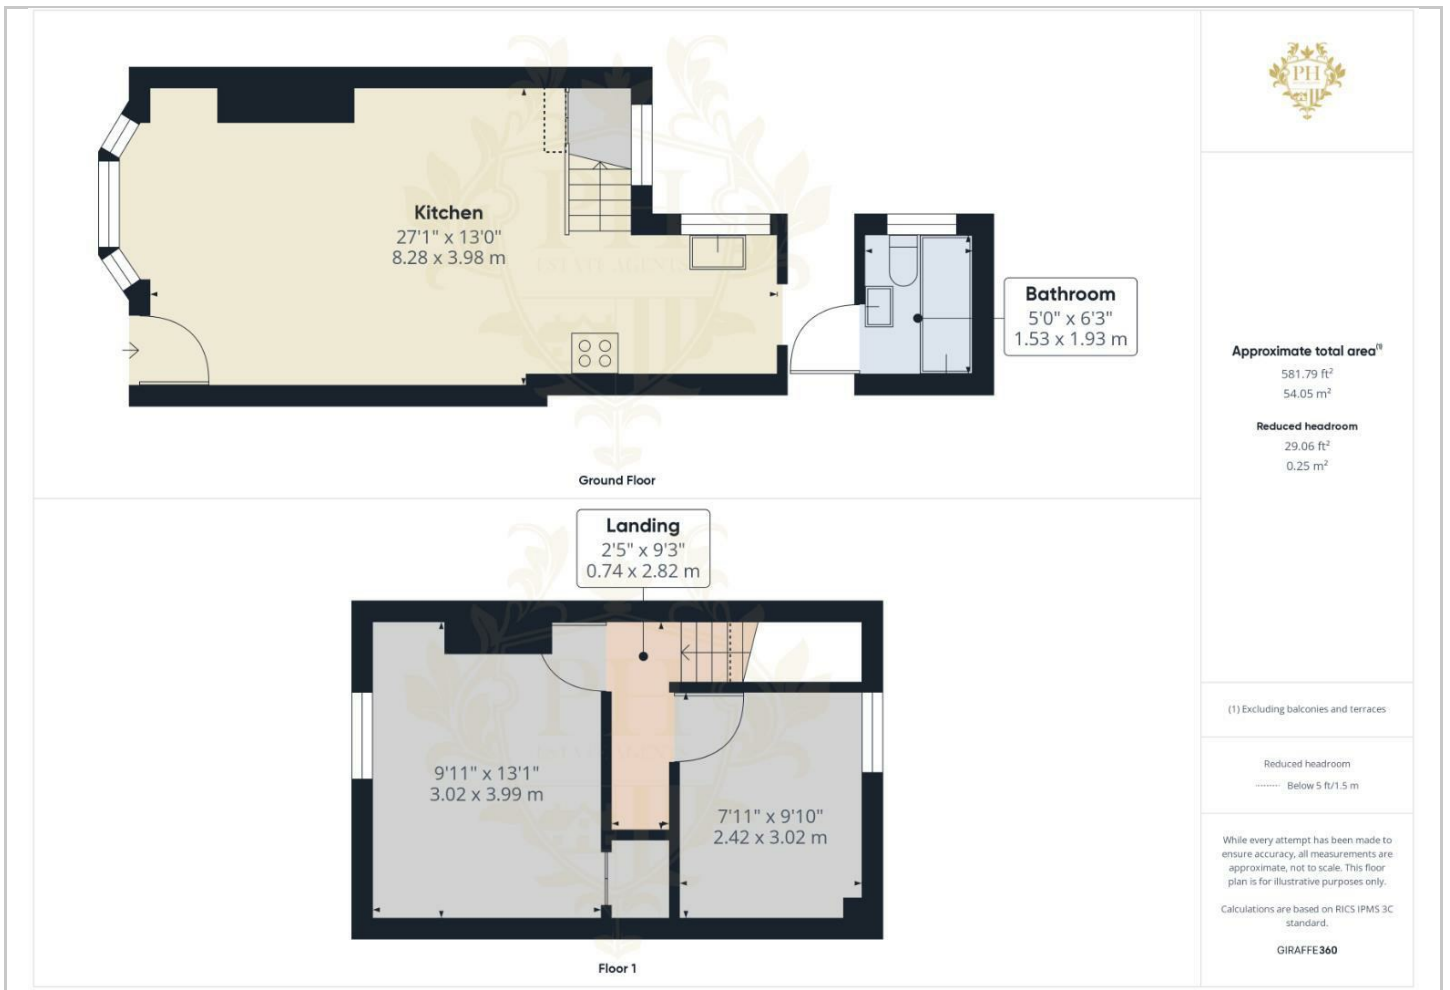 Kitchen
27'1" x 13'0"
8.28 x 3.98 m
Bathroom
5'0" x 6'3"
1.53 x 1.93 m
Ground Floor
Landing
2'5" x 9'3"
0.74 x 2.82 m
9'11" x 13'1"
3.02 x 3.99 m
7'11" x 9'10"
2.42 x 3.02 m
Floor 1
PH
ESTATE AGENTS
PH
Approximate total area(1)
581.79 ft²
54.05 m²
Reduced headroom
29.06 ft²
0.25 m²
(1) Excluding balconies and terraces
Reduced headroom
Below 5 ft/1.5 m
While every attempt has been made to
ensure accuracy, all measurements are
approximate, not to scale. This floor
plan is for illustrative purposes only.
Calculations are based on RICS IPMS 3C
standard.
GIRAFFE360